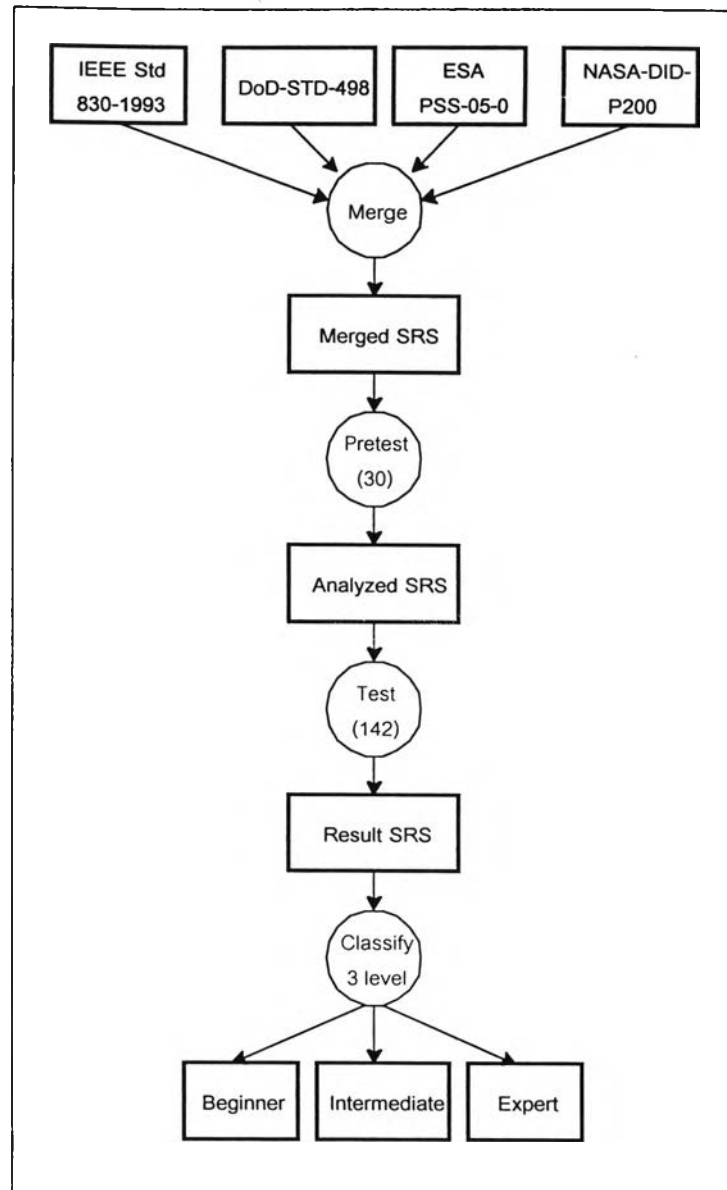 IEEE Std
830-1993
DoD-STD-498
ESA
PSS-05-0
NASA-DID-
P200
Merge
Merged SRS
Pretest
(30)
Analyzed SRS
Test
(142)
Result SRS
Classify
3 level
Beginner
Intermediate
Expert